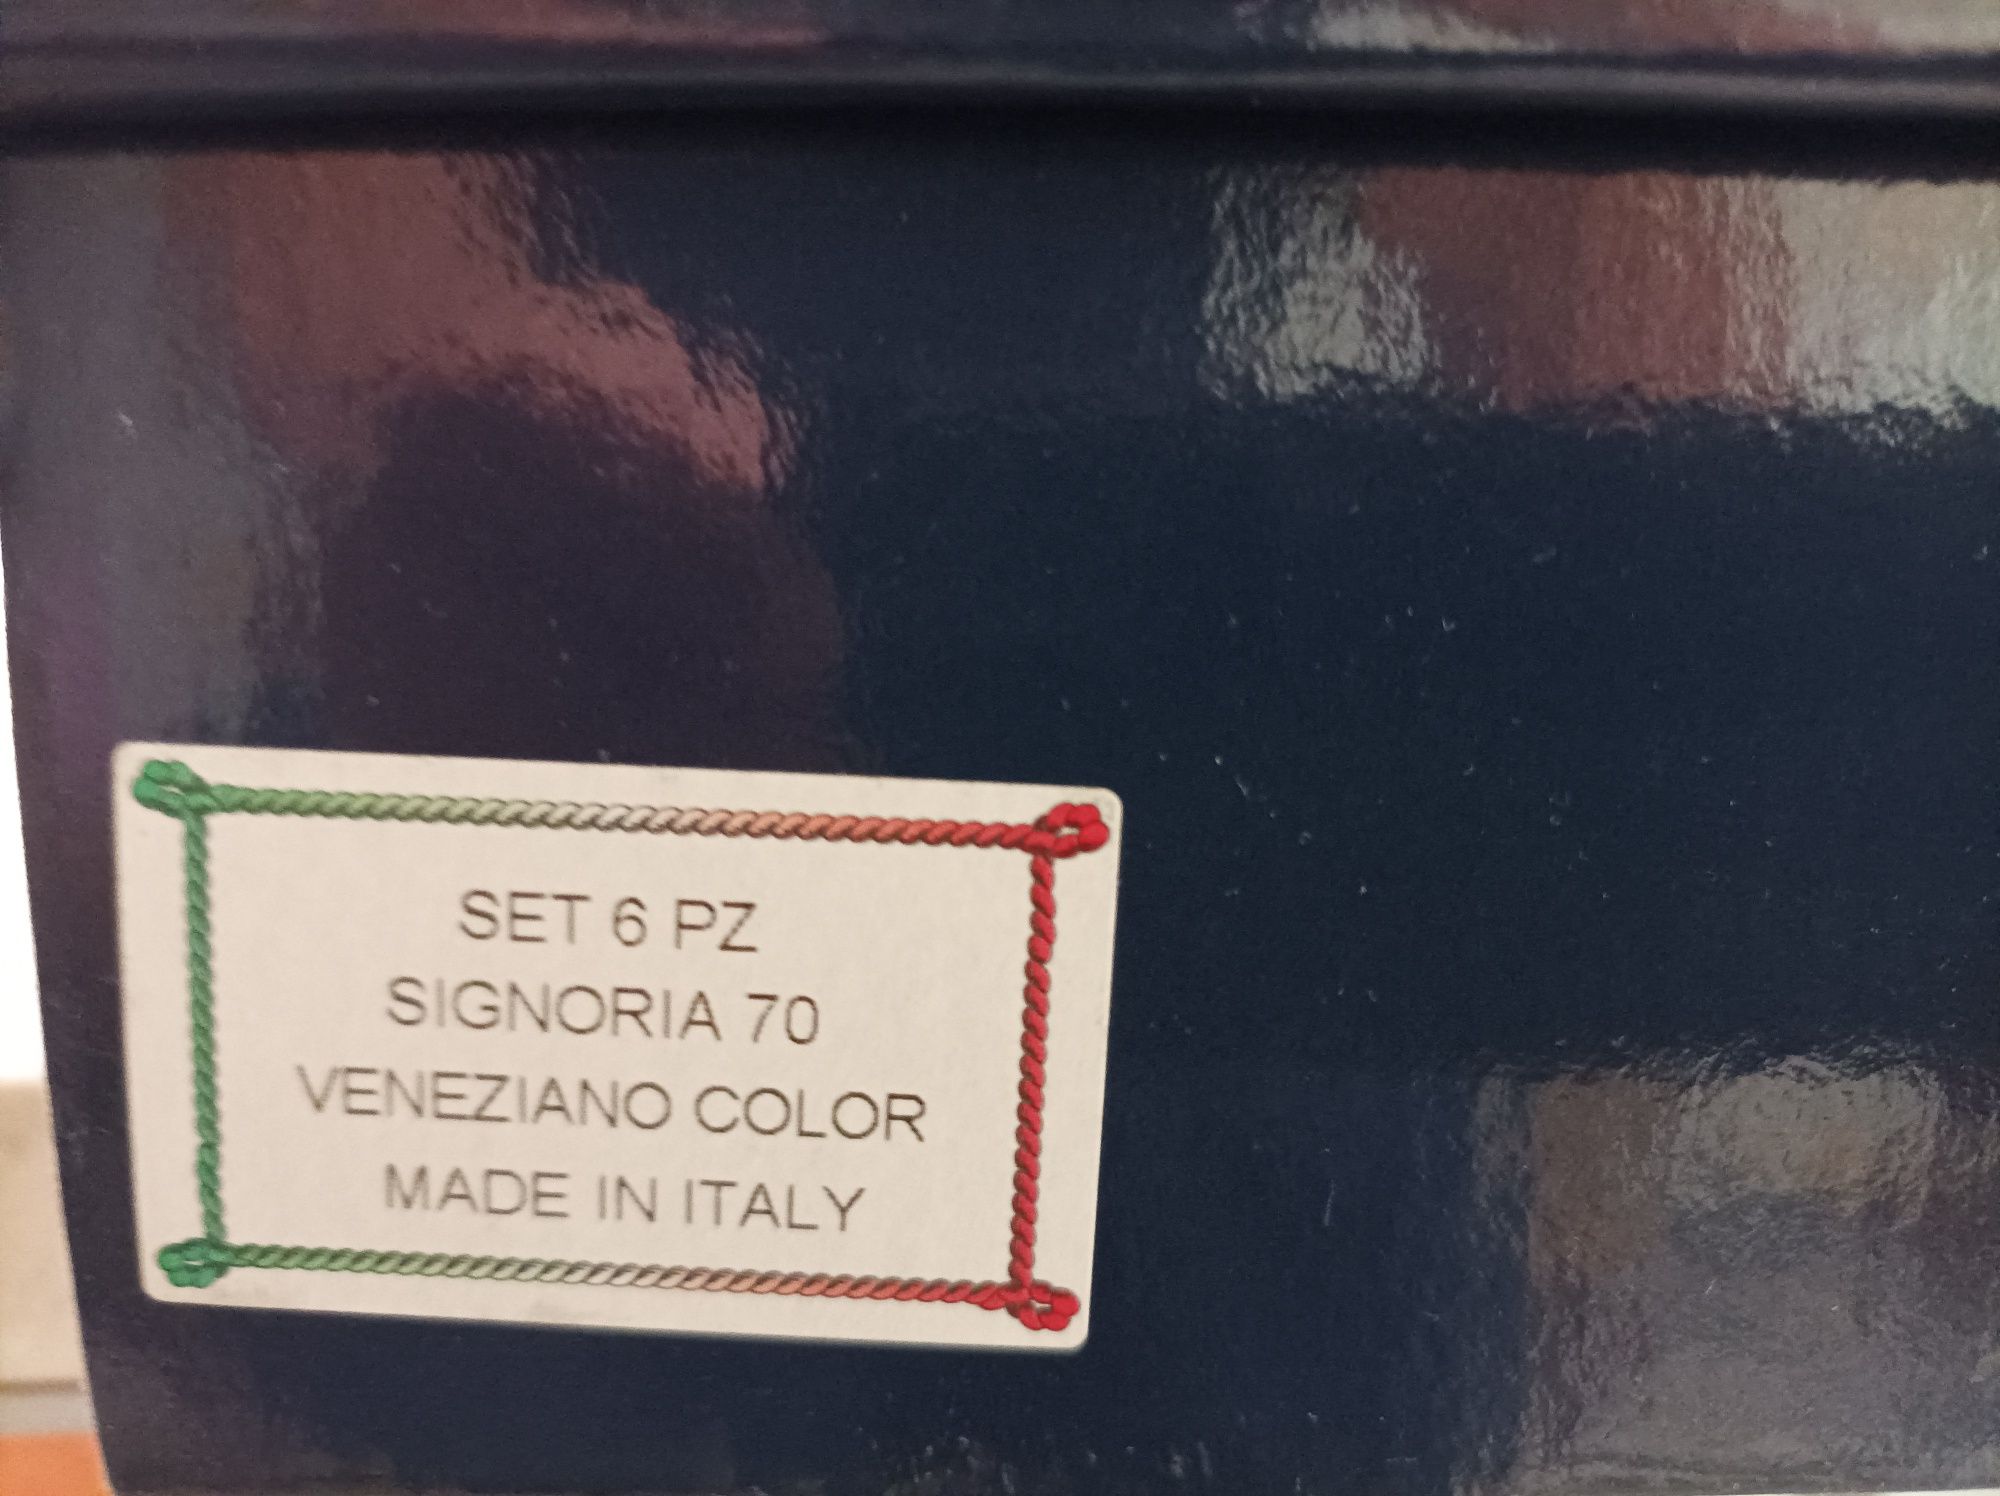 SET 6 PZ
SIGNORIA 70
VENEZIANO COLOR
MADE IN ITALY